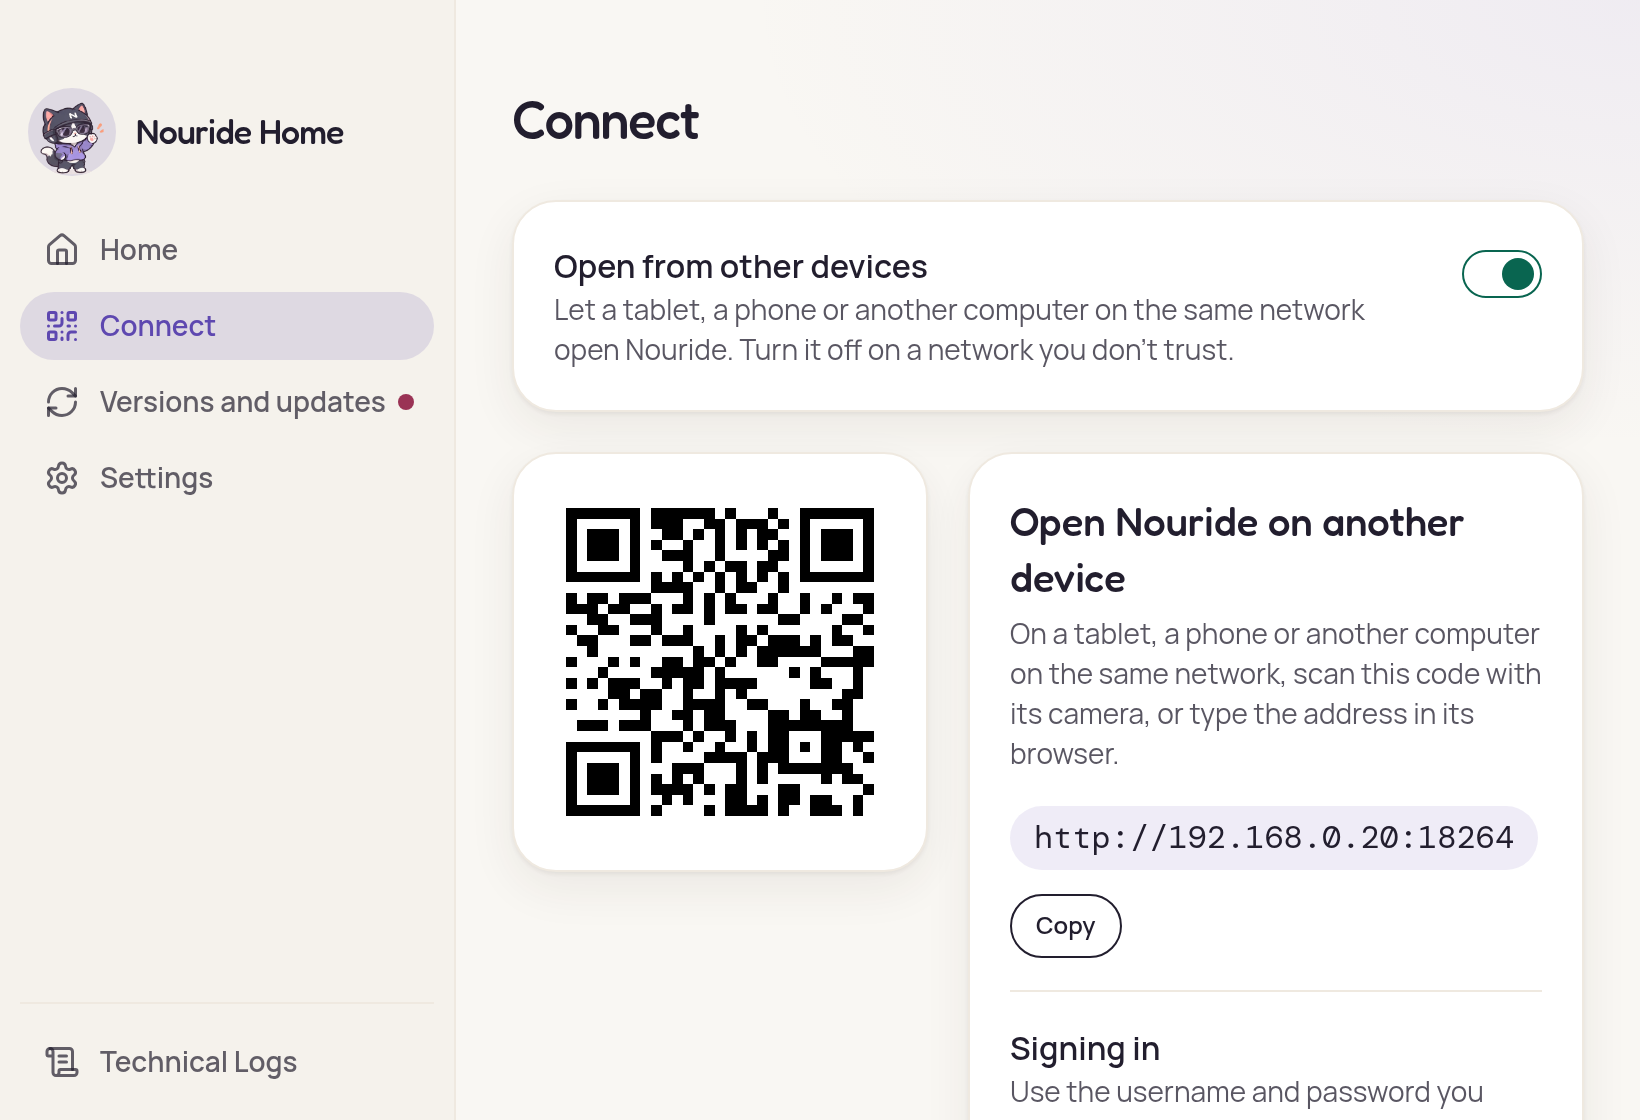 Nouride Home
Home
Connect
Versions and updates
Settings
Technical Logs
Connect
Open from other devices
Let a tablet, a phone or another computer on the same network
open Nouride. Turn it off on a network you don’t trust.
Open Nouride on another
device
On a tablet, a phone or another computer
on the same network, scan this code with
its camera, or type the address in its
browser.
http://192.168.0.20:18264
Copy
Signing in
Use the username and password you